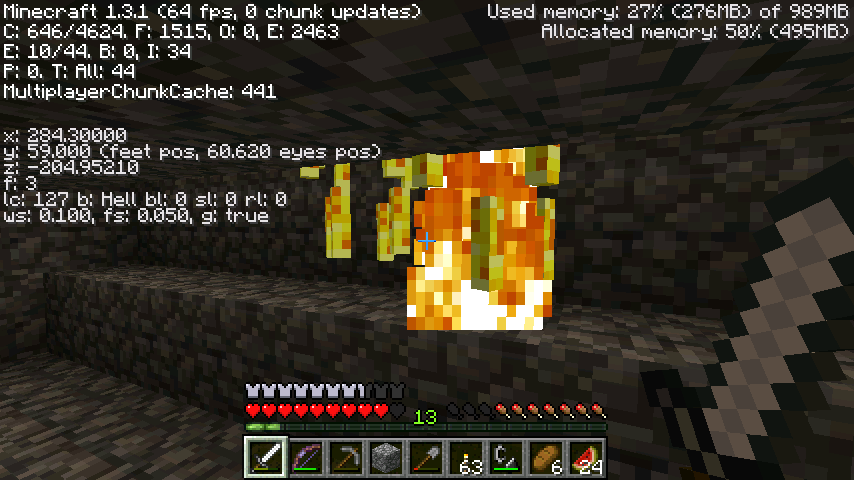 Minecraft 1.3.1 (64 fps, 0 chunk updates)
C: 646/4624. F: 1515, O: 0, E: 2463
E: 10/44. B: 0, I: 34
P: 0. T: All: 44
MultiplayerChunkCache: 441
x: 284.30000
y: 59.000 (feet pos, 60.620 eyes pos)
z: -204.95210
f: 3
lc: 127 b: Hell bl: 0 sl: 0 rl: 0
ws: 0.100, fs: 0.050, g: true
Used memory: 27% (276MB) of 989MB
Allocated memory: 50% (495MB)
13
63
6
24